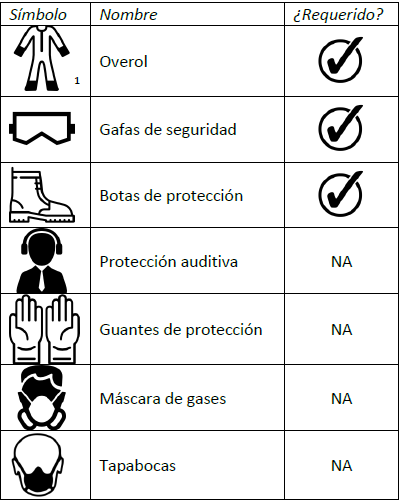 Símbolo Nombre ¿Requerido?
1 Overol
Gafas de seguridad
Botas de protección
Protección auditiva NA
Guantes de protección NA
Máscara de gases NA
Tapabocas NA